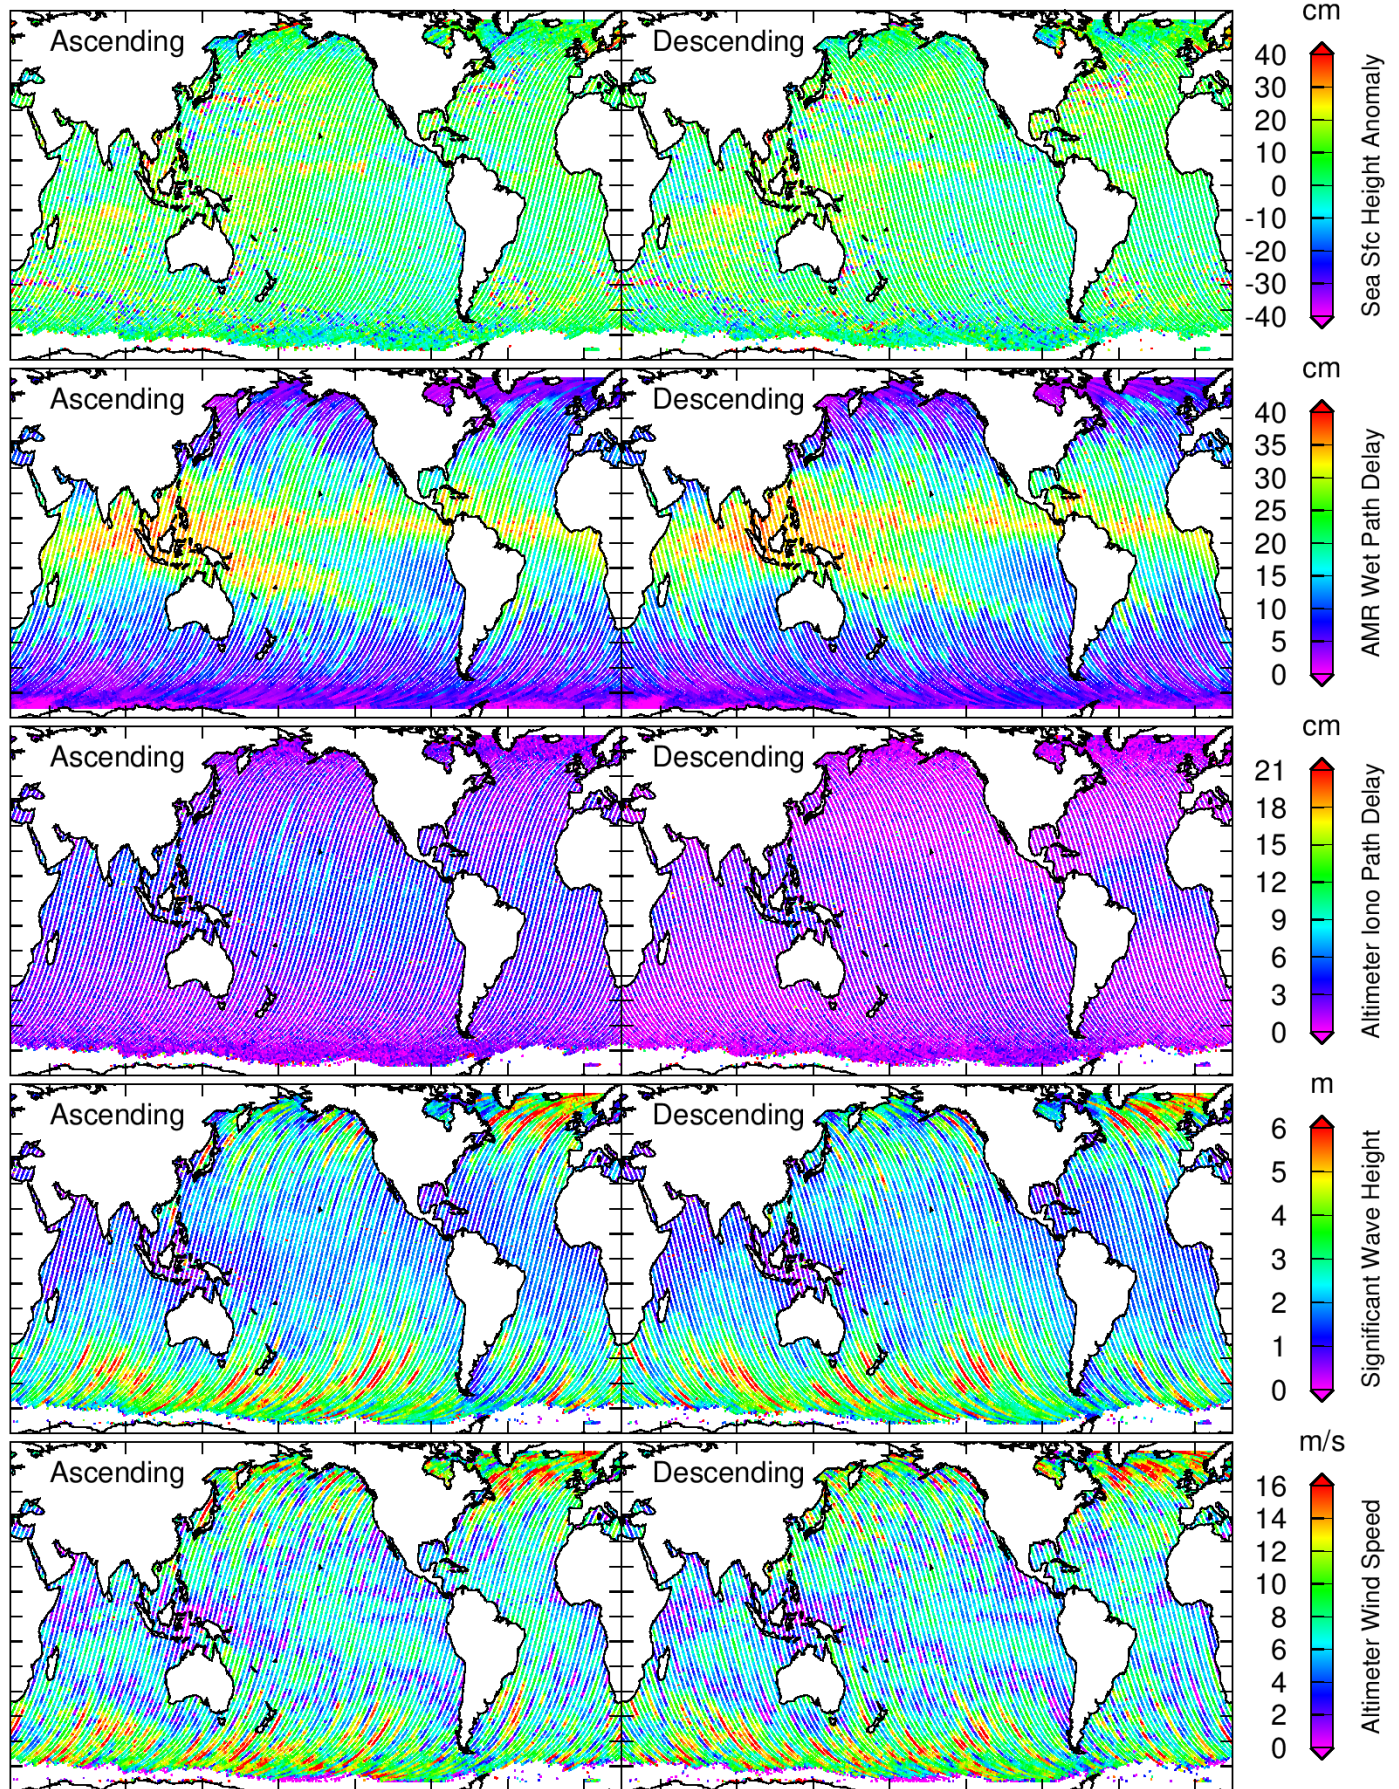 cm
Ascending
Descending
40
30
20
10
0
-10
-20
-30
-40
Sea Sfc Height Anomaly
cm
Ascending
Descending
40
35
30
25
20
15
10
5
0
AMR Wet Path Delay
cm
Ascending
Descending
21
18
15
12
9
6
3
0
Altimeter Iono Path Delay
m
Ascending
Descending
6
5
4
3
2
1
0
Significant Wave Height
m/s
Ascending
Descending
16
14
12
10
8
6
4
2
0
Altimeter Wind Speed